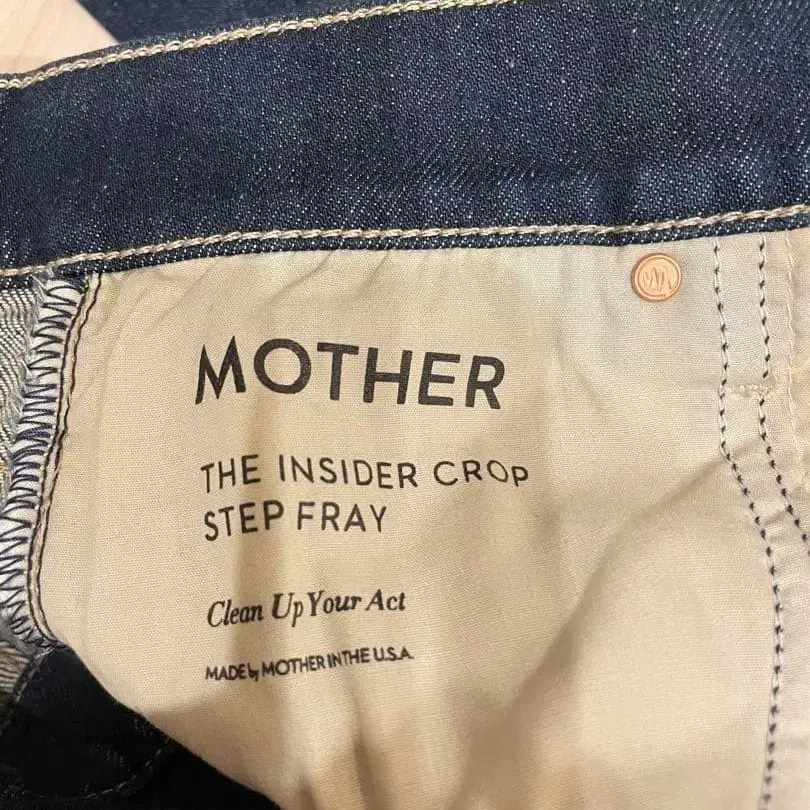 MOTHER
THE INSIDER CROP
STEP FRAY
Clean Up Your Act
MADE by MOTHER IN THE U.S.A.